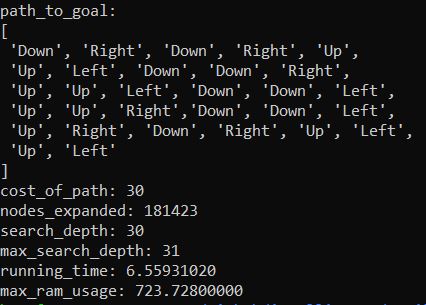 path_to_goal:
[
'Down', 'Right', 'Down', 'Right', 'Up',
'Up', 'Left', 'Down', 'Down', 'Right',
'Up', 'Up', 'Left', 'Down', 'Down', 'Left',
'Up', 'Up', 'Right','Down', 'Down', 'Left',
'Up', 'Right', 'Down', 'Right', 'Up', 'Left',
'Up', 'Left'
]
cost_of_path: 30
nodes_expanded: 181423
search_depth: 30
max_search_depth: 31
running_time: 6.55931020
max_ram_usage: 723.72800000